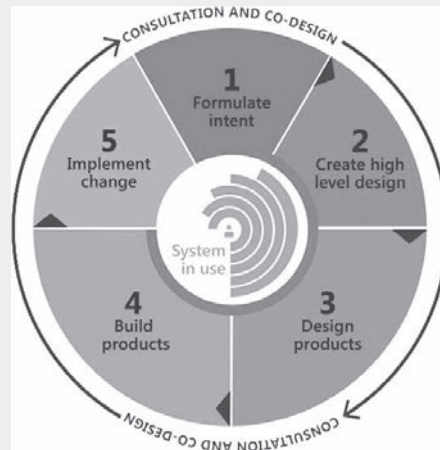 CONSULTATION AND CO-DESIGN
1
Formulate
intent
2
Create high
level design
3
Design
products
4
Build
products
5
Implement
change
System
in use
CONSULTATION AND CO-DESIGN